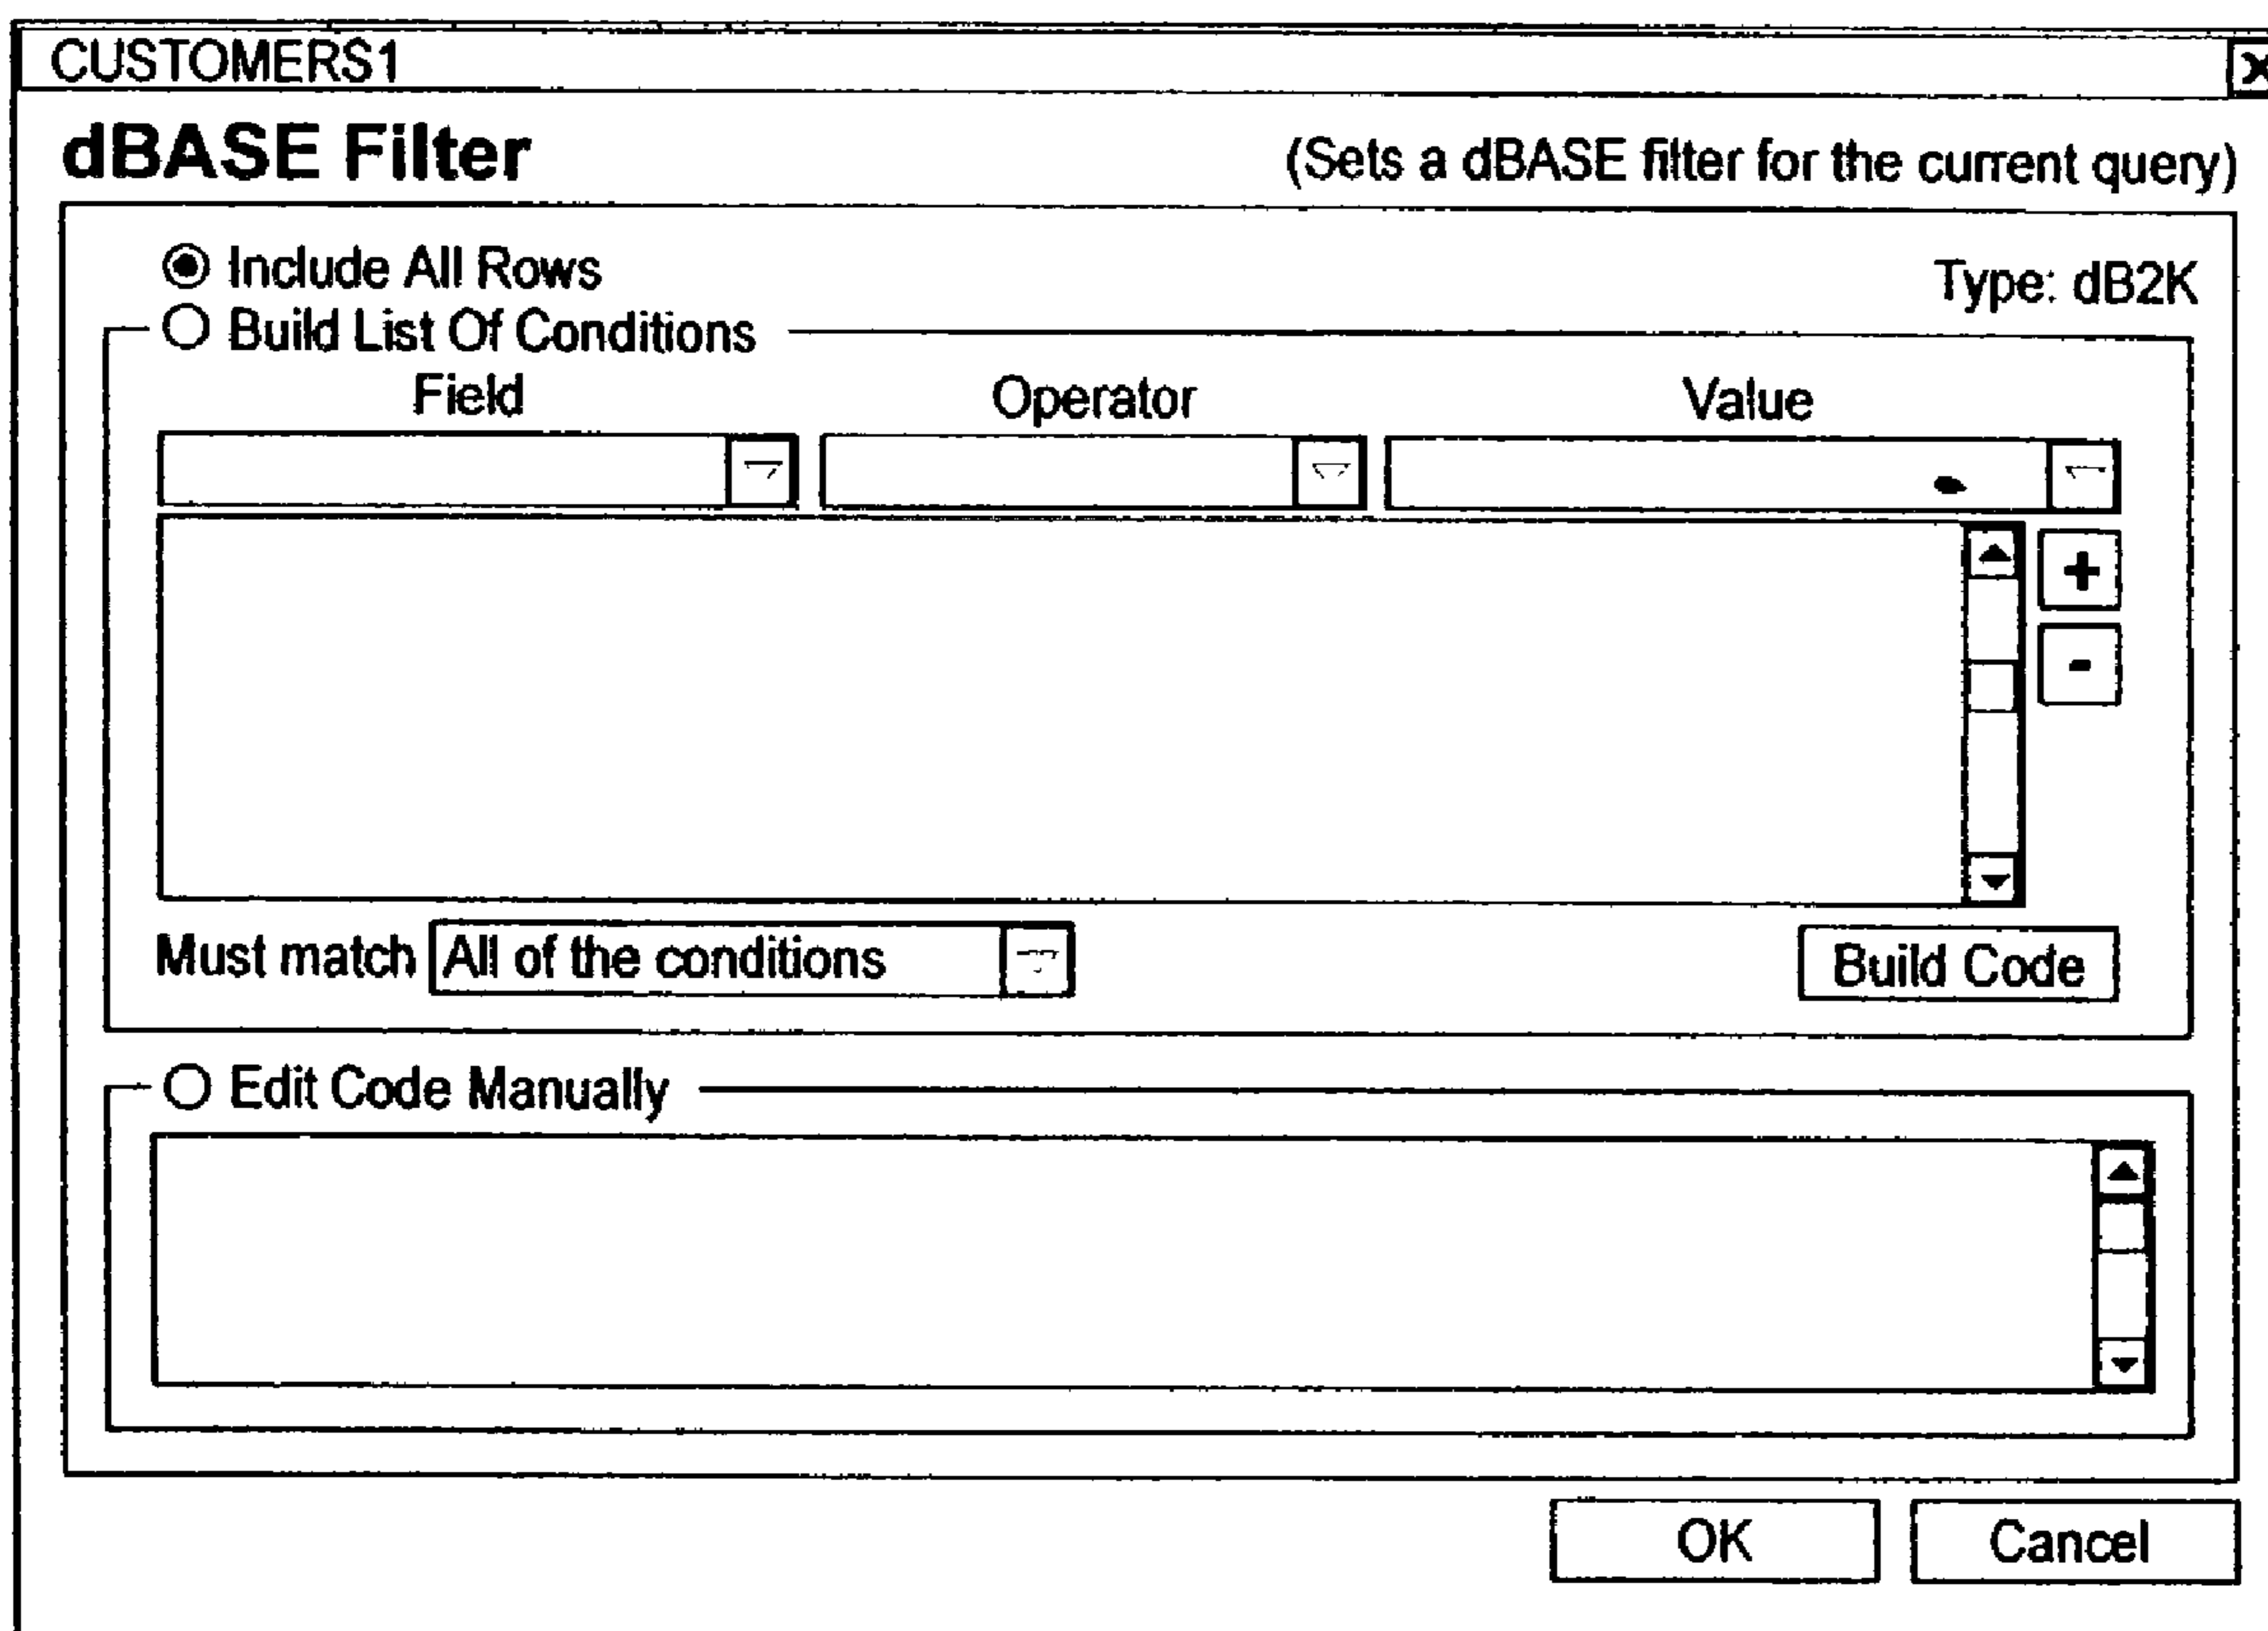 CUSTOMERS1
dBASE Filter (Sets a dBASE filter for the current query)
Include All Rows
Type: dB2K
Build List Of Conditions
Field Operator Value
+
-
Must match All of the conditions Build Code
Edit Code Manually
OK Cancel